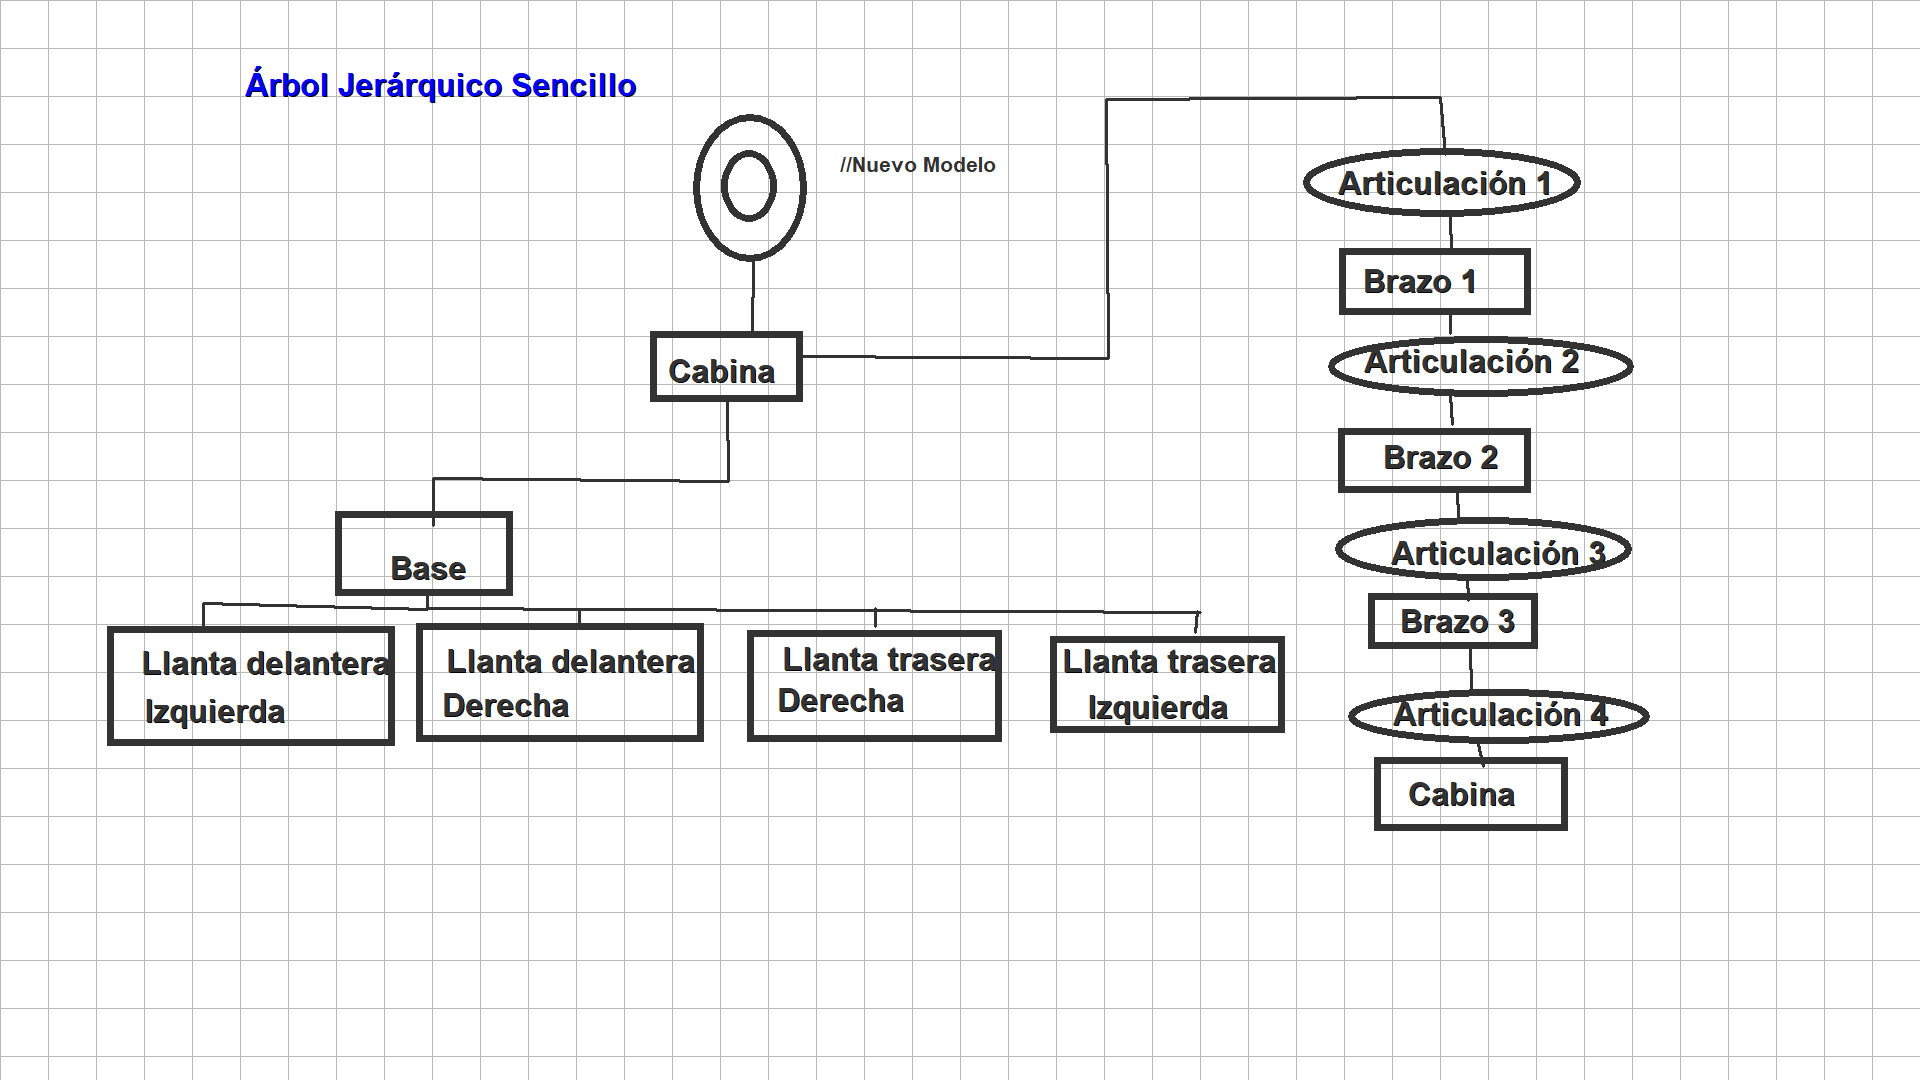 Árbol Jerárquico Sencillo
//Nuevo Modelo
Cabina
Base
Llanta delantera
Izquierda
Llanta delantera
Derecha
Llanta trasera
Derecha
Llanta trasera
Izquierda
Articulación 1
Brazo 1
Articulación 2
Brazo 2
Articulación 3
Brazo 3
Articulación 4
Cabina